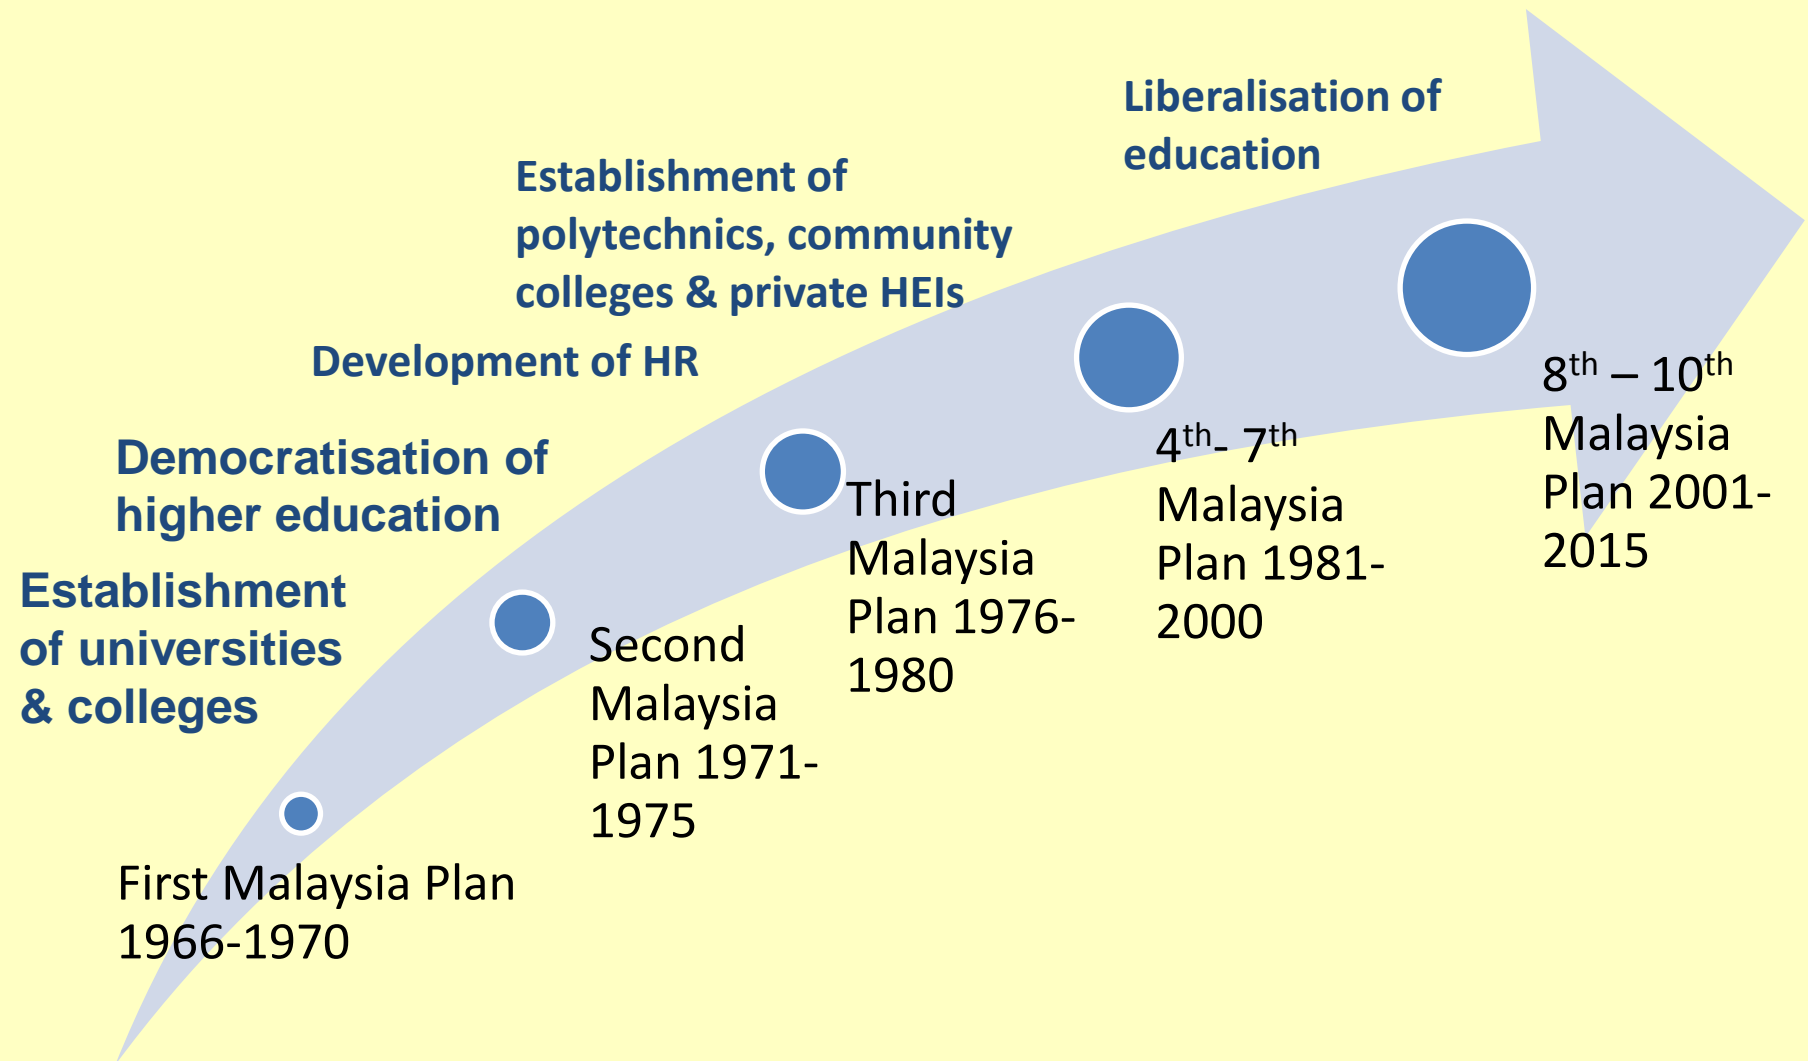 Liberalisation of
education
Establishment of
polytechnics, community
colleges & private HEIs
Development of HR
Democratisation of
higher education
Establishment
of universities
& colleges
First Malaysia Plan
1966-1970
Second
Malaysia
Plan 1971-
1975
Third
Malaysia
Plan 1976-
1980
4th- 7th
Malaysia
Plan 1981-
2000
8th – 10th
Malaysia
Plan 2001-
2015